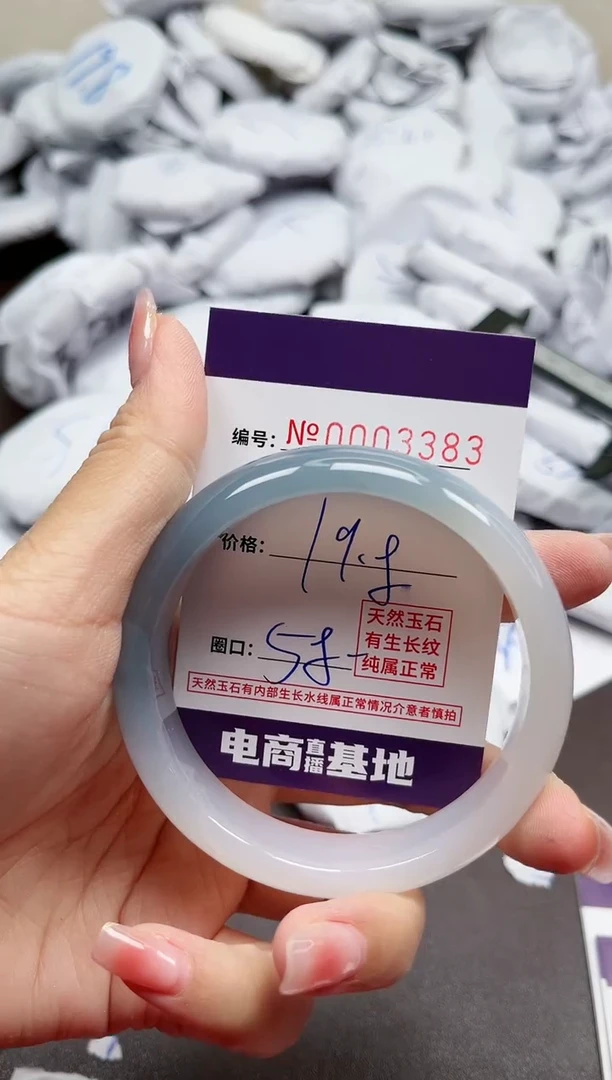 编号: №0003383
价格: 19.8
圈口: 58
天然玉石
有生长纹
纯属正常
天然玉石有内部生长水线属正常情况介意者慎拍
电商直播基地